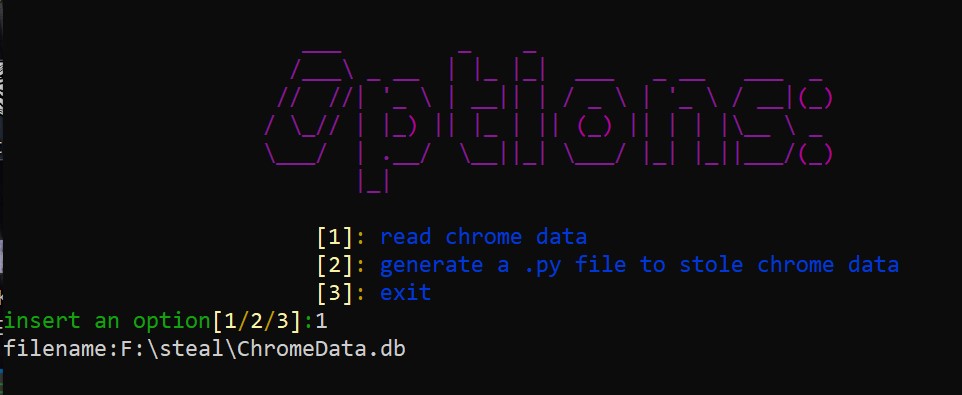 Options:
[1]: read chrome data
[2]: generate a .py file to stole chrome data
[3]: exit
insert an option[1/2/3]:1
filename:F:\steal\ChromeData.db